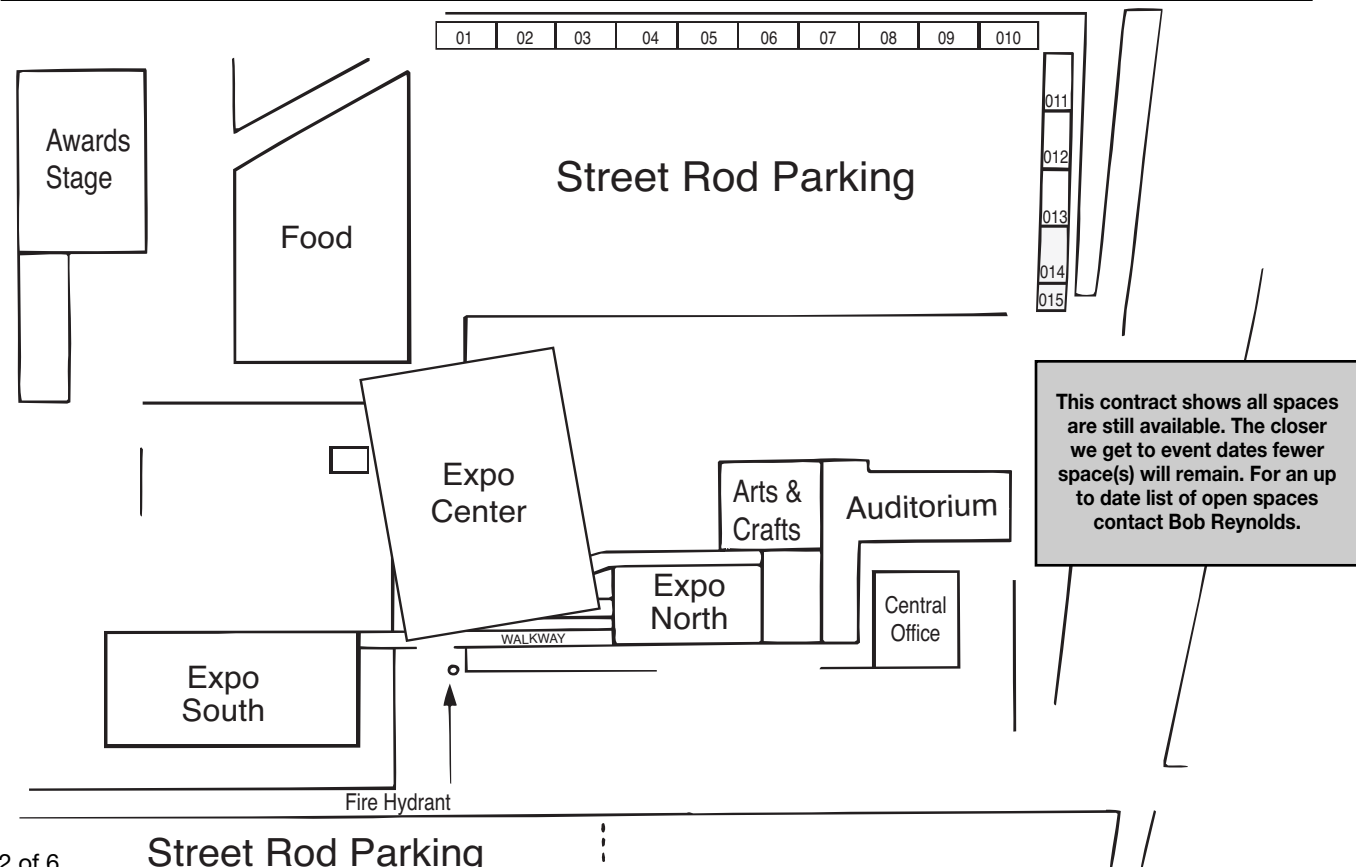 01 02 03 04 05 06 07 08 09 010
011
012
013
014
015
Awards
Stage
Food
Street Rod Parking
This contract shows all spaces
are still available. The closer
we get to event dates fewer
space(s) will remain. For an up
to date list of open spaces
contact Bob Reynolds.
Expo
Center
Arts &
Crafts
Auditorium
Expo
North
Central
Office
WALKWAY
Expo
South
Fire Hydrant
2 of 6
Street Rod Parking